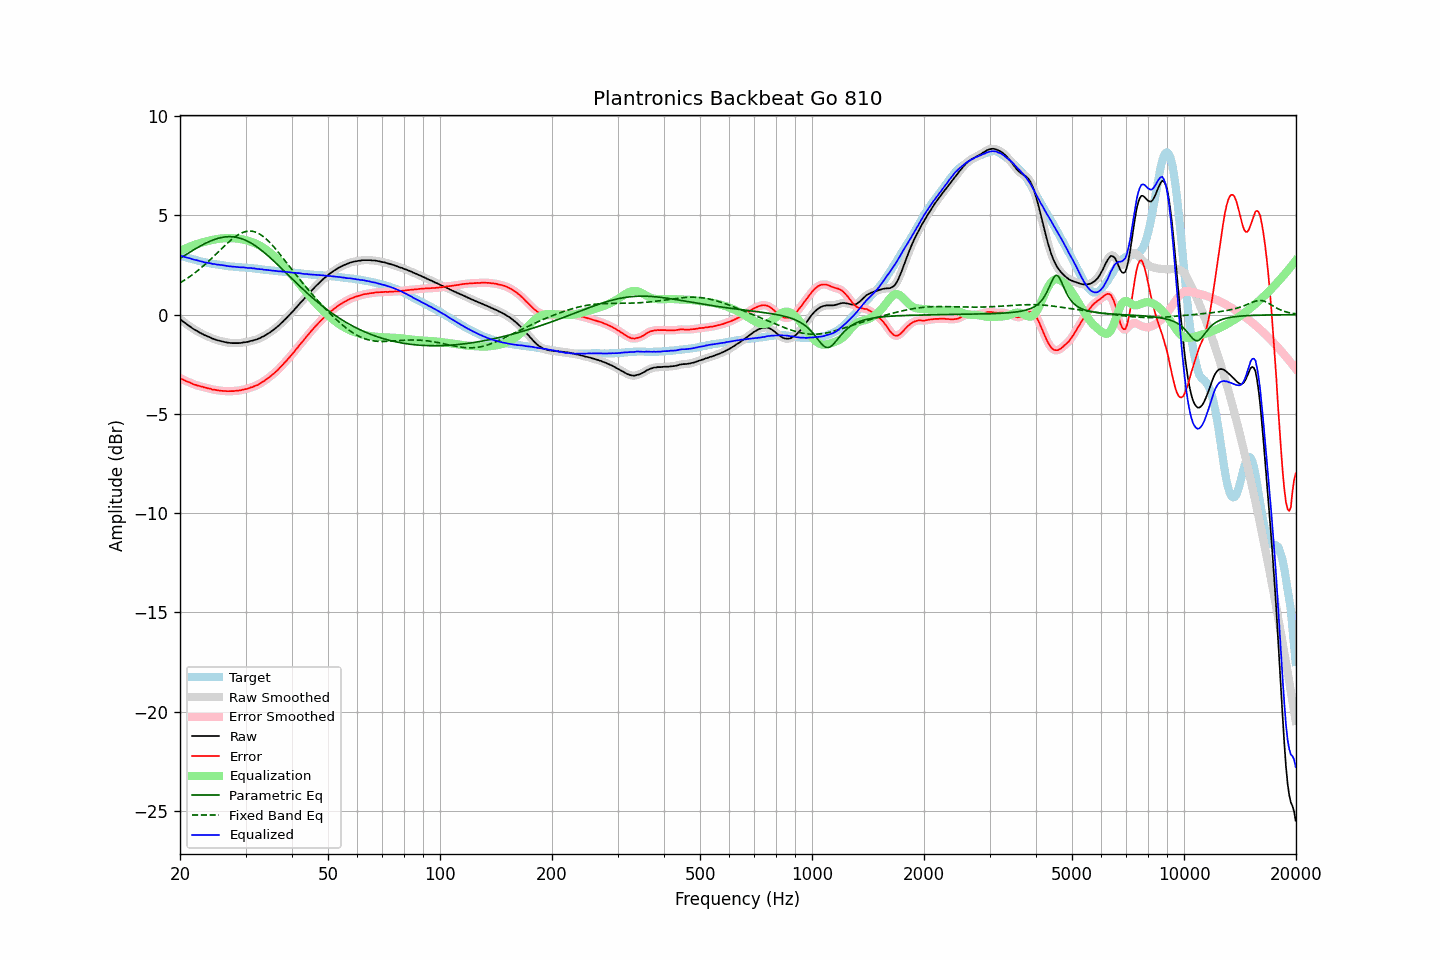 Plantronics Backbeat Go 810
10
5
0
−5
−10
−15
−20
−25
Amplitude (dBr)
Target
Raw Smoothed
Error Smoothed
Raw
Error
Equalization
Parametric Eq
Fixed Band Eq
Equalized
20 50 100 200 500 1000 2000 5000 10000 20000
Frequency (Hz)